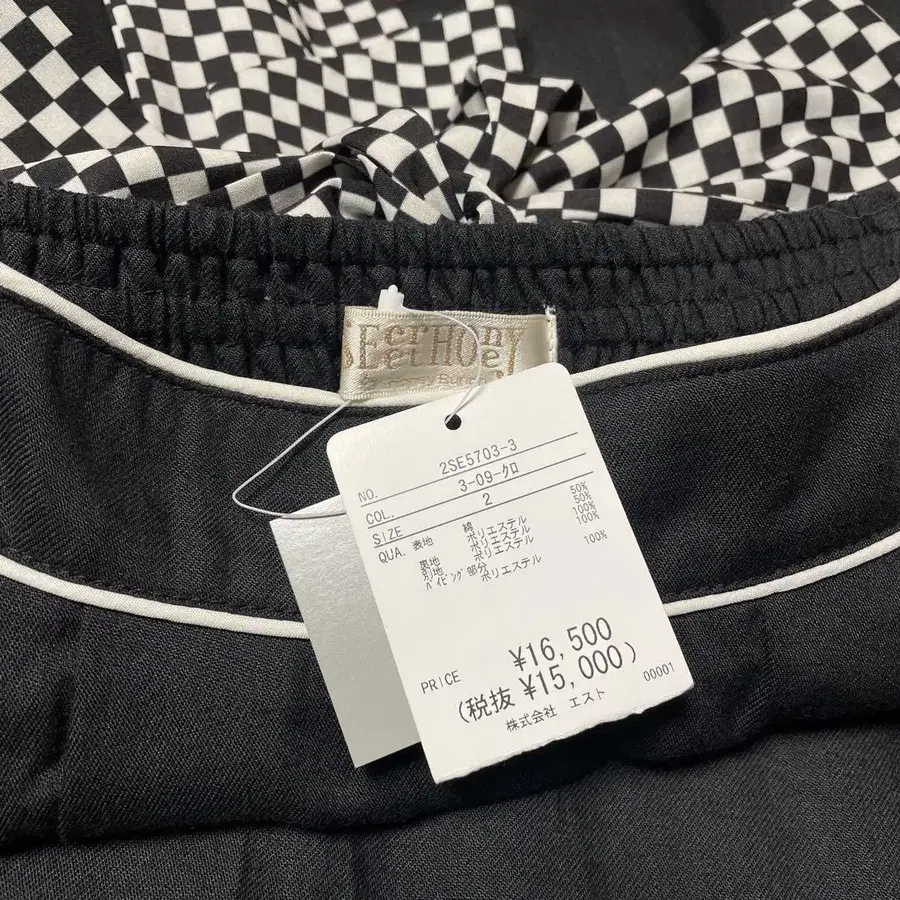 SEccrHOney
by
NO. 2SE5703-3
COL. 3-09-クロ
SIZE 2
QUA. 表地 綿 50%
ポリエステル 50%
裏地 ポリエステル 100%
別地 ポリエステル 100%
パイピング部分
ポリエステル 100%
PRICE ¥16,500
(税抜 ¥15,000) 00001
株式会社 エスト